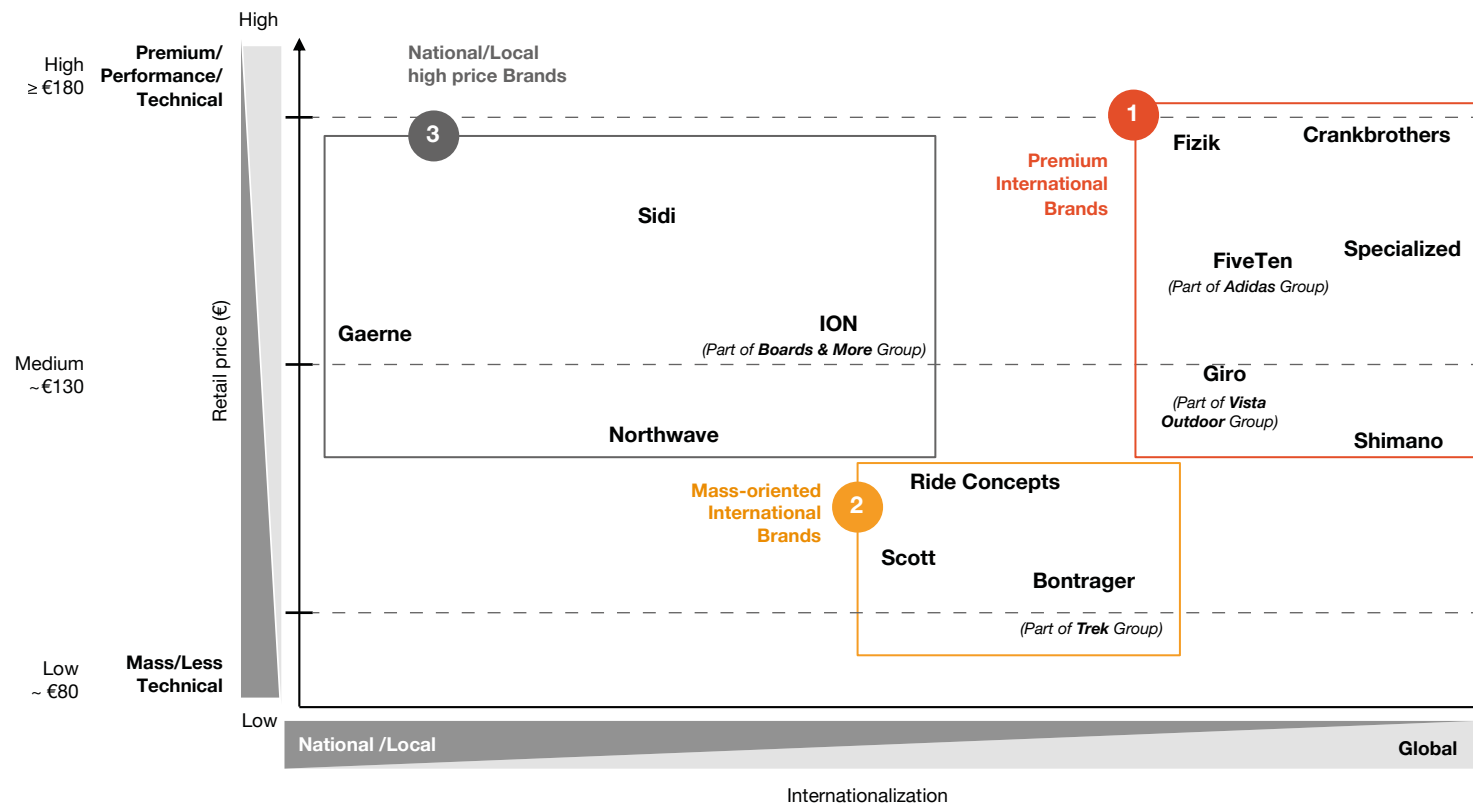 High
High
≥ €180
Premium/
Performance/
Technical
National/Local
high price Brands
3
1
Fizik
Crankbrothers
Premium
International
Brands
Sidi
FiveTen
(Part of Adidas Group)
Specialized
Retail price (€)
Gaerne
ION
(Part of Boards & More Group)
Medium
~€130
Giro
(Part of Vista
Outdoor Group)
Northwave
Shimano
Mass-oriented
International
Brands
2
Ride Concepts
Scott
Bontrager
(Part of Trek Group)
Low
~ €80
Mass/Less
Technical
Low
National /Local
Global
Internationalization